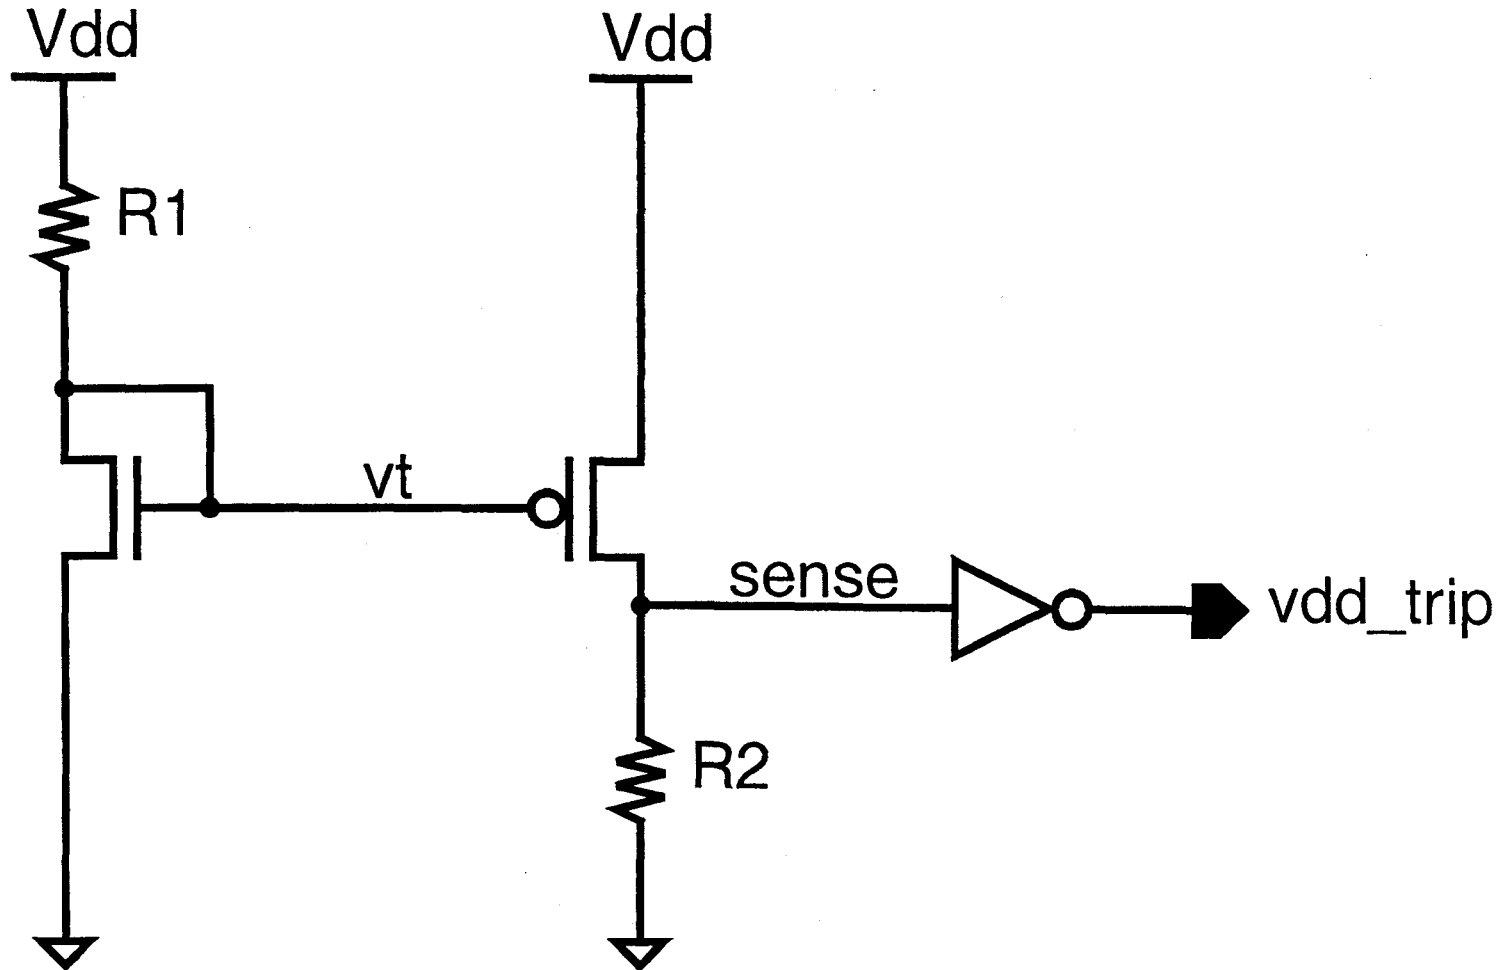 Vdd
Vdd
R1
vt
sense
vdd_trip
R2